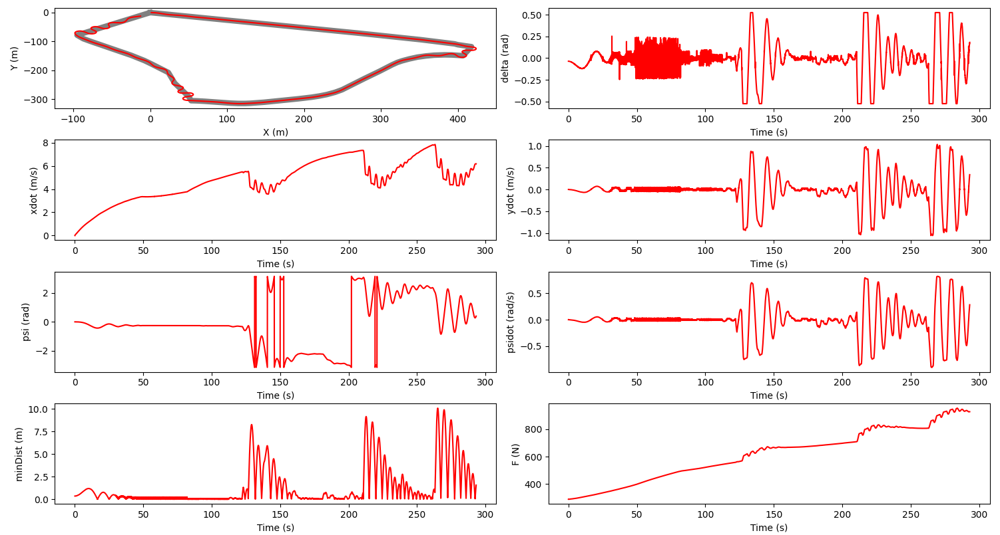 0
−100
−200
−300
Y (m)
−100 0 100 200 300 400
X (m)
0.50
0.25
0.00
−0.25
−0.50
delta (rad)
0 50 100 150 200 250 300
Time (s)
8
6
4
2
0
xdot (m/s)
0 50 100 150 200 250 300
Time (s)
1.0
0.5
0.0
−0.5
−1.0
ydot (m/s)
0 50 100 150 200 250 300
Time (s)
2
0
−2
psi (rad)
0 50 100 150 200 250 300
Time (s)
0.5
0.0
−0.5
psidot (rad/s)
0 50 100 150 200 250 300
Time (s)
10.0
7.5
5.0
2.5
0.0
minDist (m)
0 50 100 150 200 250 300
Time (s)
800
600
400
F (N)
0 50 100 150 200 250 300
Time (s)